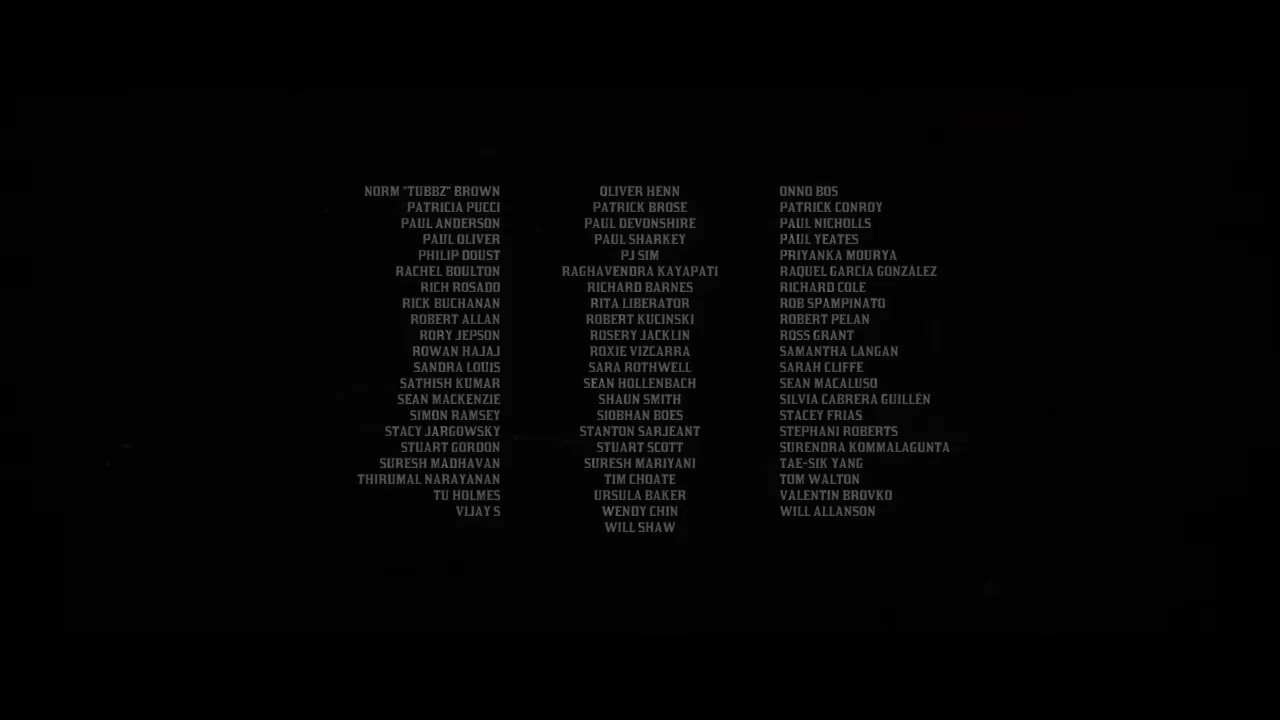 NORM "TUBBZ" BROWN OLIVER HENN ONNO BOS
PATRICIA PUCCI PATRICK BROSE PATRICK CONROY
PAUL ANDERSON PAUL DEVONSHIRE PAUL NICHOLLS
PAUL OLIVER PAUL SHARKEY PAUL YEATES
PHILIP DOUST PJ SIM PRIYANKA MOURYA
RACHEL BOULTON RAGHAVENDRA KAYAPATI RAQUEL GARCÍA GONZÁLEZ
RICH ROSADO RICHARD BARNES RICHARD COLE
RICK BUCHANAN RITA LIBERATOR ROB SPAMPINATO
ROBERT ALLAN ROBERT KUCINSKI ROBERT PELAN
RORY JEPSON ROSERY JACKLIN ROSS GRANT
ROWAN HAJAJ ROXIE VIZCARRA SAMANTHA LANGAN
SANDRA LOUIS SARA ROTHWELL SARAH CLIFFE
SATHISH KUMAR SEAN HOLLENBACH SEAN MACALUSO
SEAN MACKENZIE SHAUN SMITH SILVIA CABRERA GUILLÉN
SIMON RAMSEY SIOBHAN BOES STACEY FRIAS
STACY JARGOWSKY STANTON SARJEANT STEPHANI ROBERTS
STUART GORDON STUART SCOTT SURENDRA KOMMALAGUNTA
SURESH MADHAVAN SURESH MARIYANI TAE-SIK YANG
THIRUMAL NARAYANAN TIM CHOATE TOM WALTON
TU HOLMES URSULA BAKER VALENTIN BROVKO
VIJAY S WENDY CHIN WILL ALLANSON
WILL SHAW